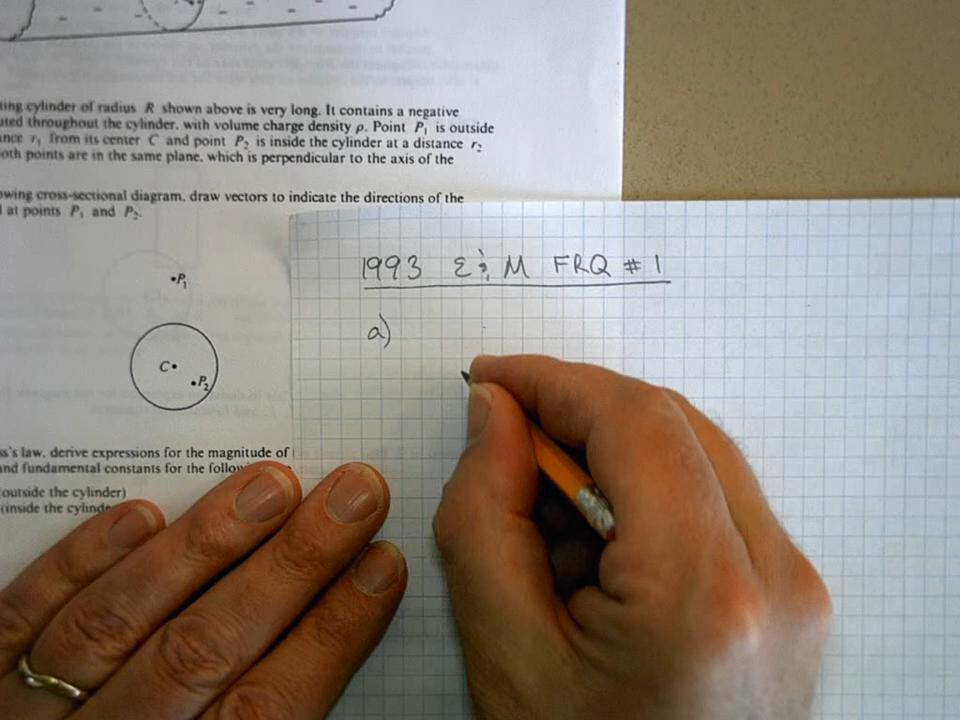 ting cylinder of radius R shown above is very long. It contains a negative
uted throughout the cylinder, with volume charge density ρ. Point P₁ is outside
nce r₁ from its center C and point P₂ is inside the cylinder at a distance r₂
oth points are in the same plane, which is perpendicular to the axis of the
owing cross-sectional diagram, draw vectors to indicate the directions of the
l at points P₁ and P₂.
1993 E & M FRQ # 1
•P₁
a)
C•
•P₂
ss's law, derive expressions for the magnitude of
and fundamental constants for the follow
(outside the cylinder)
(inside the cylinde